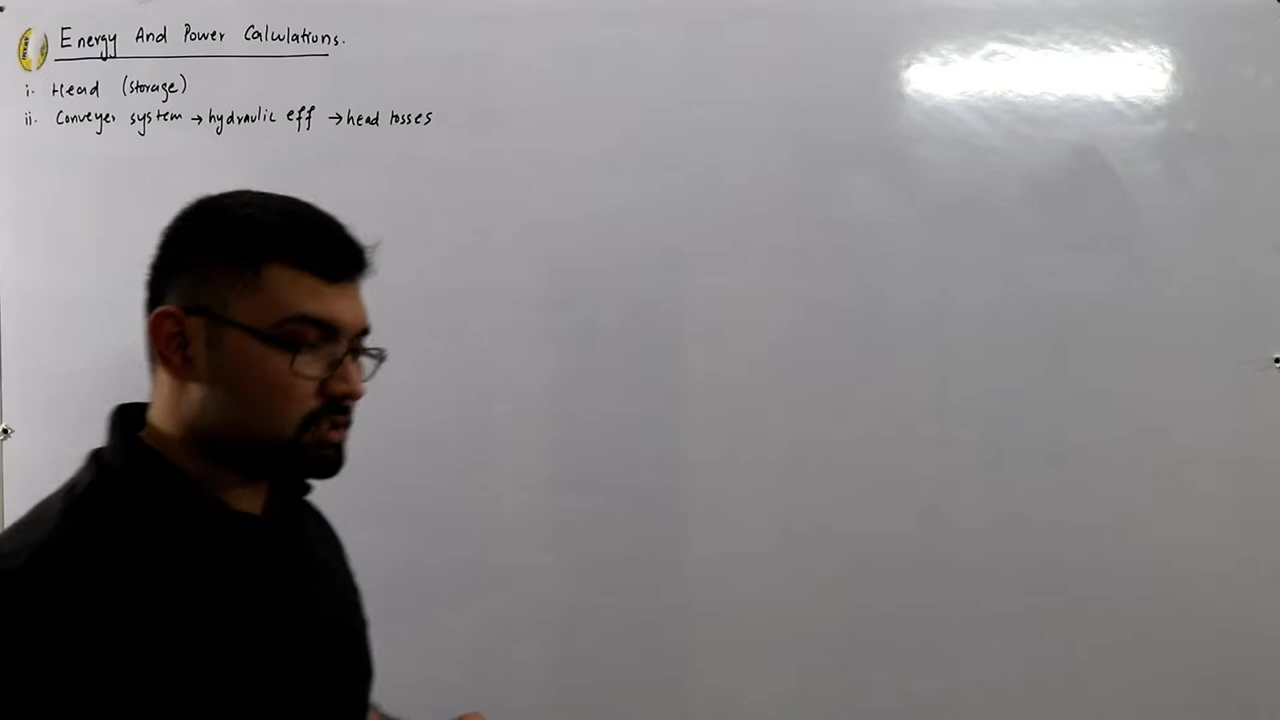 Energy And Power Calculations.
i. Head (storage)
ii. Conveyer system → hydraulic eff → head losses